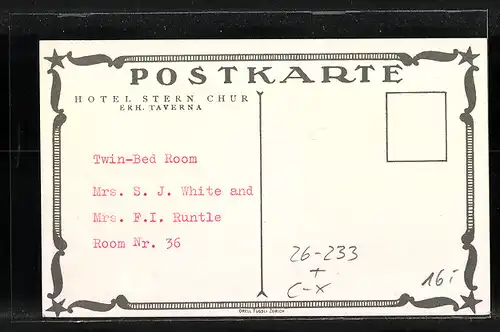 POSTKARTE
HOTEL STERN CHUR
ERH. TAVERNA
Twin-Bed Room
Mrs. S. J. White and
Mrs. F.I. Runtle
Room Nr. 36
26-233
+
C-X
16i
ORELL FÜSSLI ZÜRICH